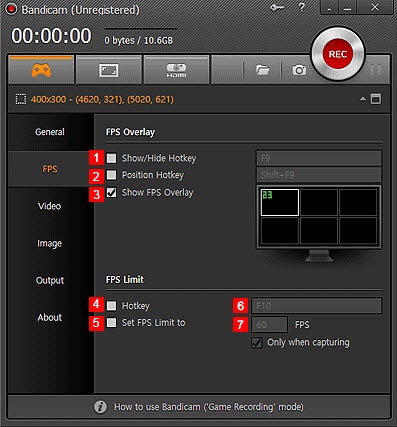 Bandicam (Unregistered)
?
00:00:00
0 bytes / 10.6GB
REC
HDMI
400x300 - (4620, 321), (5020, 621)
General
FPS
Video
Image
Output
About
FPS Overlay
1 Show/Hide Hotkey F9
2 Position Hotkey Shift+F9
3 Show FPS Overlay
23
FPS Limit
4 Hotkey 6 F10
5 Set FPS Limit to 7 60 FPS
Only when capturing
How to use Bandicam ('Game Recording' mode)